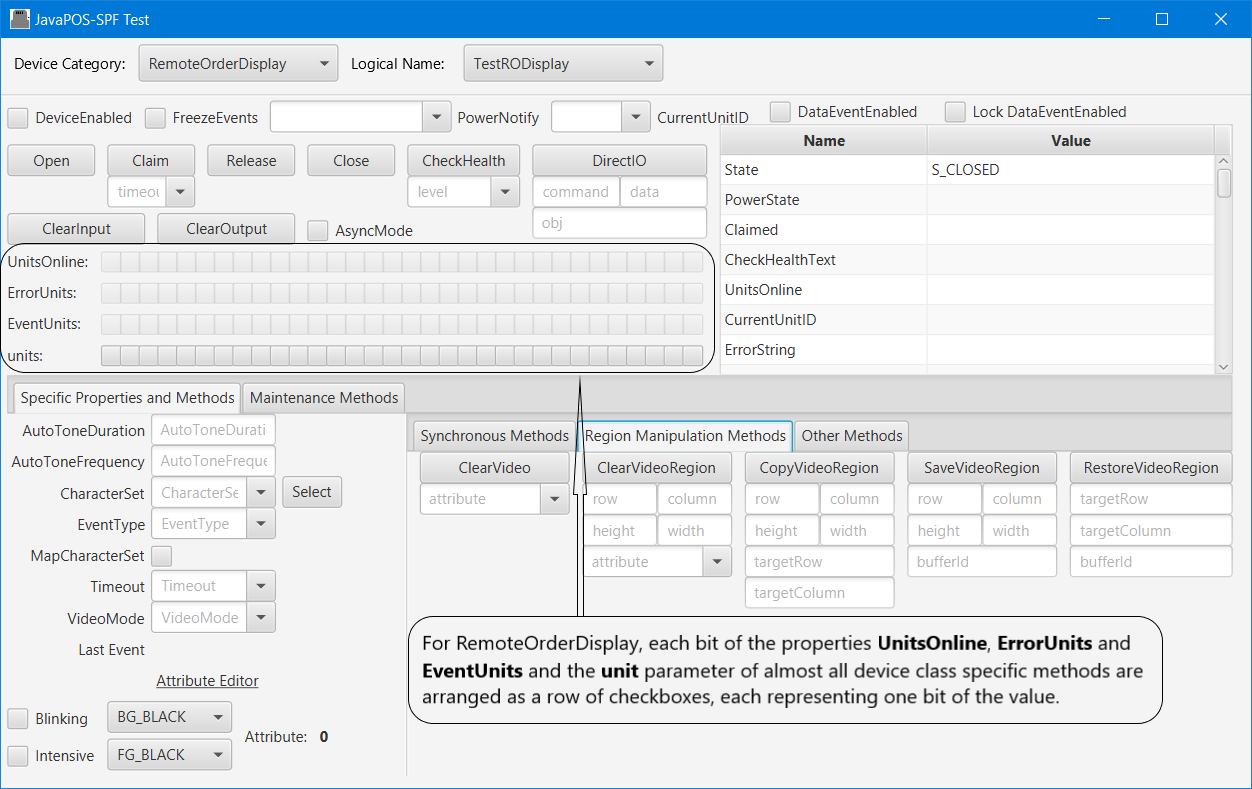 JavaPOS-SPF Test
Device Category: RemoteOrderDisplay Logical Name: TestRODisplay
DeviceEnabled FreezeEvents PowerNotify CurrentUnitID DataEventEnabled Lock DataEventEnabled
Name Value
Open Claim Release Close CheckHealth DirectIO
State S_CLOSED
timeou level command data
PowerState
ClearInput ClearOutput AsyncMode obj
Claimed
UnitsOnline:
CheckHealthText
ErrorUnits:
UnitsOnline
EventUnits:
CurrentUnitID
units:
ErrorString
Specific Properties and Methods Maintenance Methods
AutoToneDuration AutoToneDurati
AutoToneFrequency AutoToneFreque
CharacterSet CharacterSe Select
EventType EventType
MapCharacterSet
Timeout Timeout
VideoMode VideoMode
Last Event
Attribute Editor
Blinking BG_BLACK
Attribute: 0
Intensive FG_BLACK
Synchronous Methods Region Manipulation Methods Other Methods
ClearVideo ClearVideoRegion CopyVideoRegion SaveVideoRegion RestoreVideoRegion
attribute row column row column row column targetRow
height width height width height width targetColumn
attribute targetRow bufferId bufferId
targetColumn
For RemoteOrderDisplay, each bit of the properties UnitsOnline, ErrorUnits and
EventUnits and the unit parameter of almost all device class specific methods are
arranged as a row of checkboxes, each representing one bit of the value.